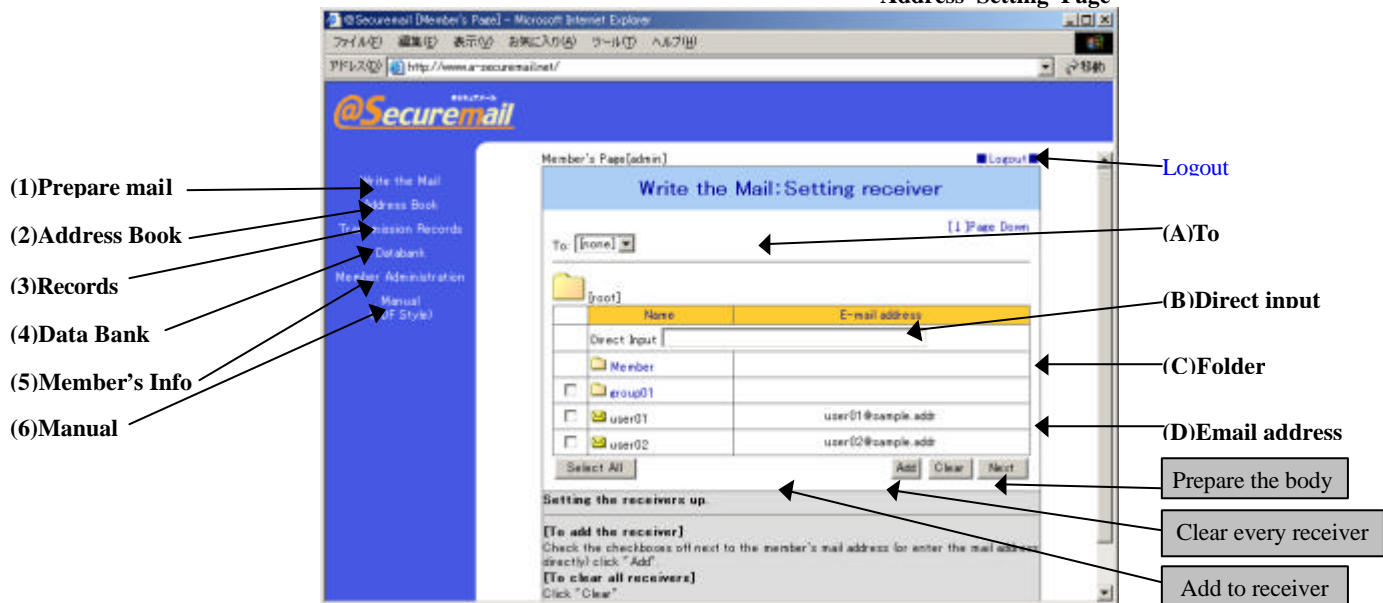 Address Setting Page
@Securemail [Member's Page] - Microsoft Internet Explorer
ファイル(F) 編集(E) 表示(V) お気に入り(A) ツール(T) ヘルプ(H)
アドレス(D) http://www.a-securemail.net/ 移動
@Securemail
Member's Page[admin] ■Logout■
Logout
Write the Mail:Setting receiver
(1)Prepare mail
Write the Mail
(2)Address Book
Address Book
[↓]Page Down
To: [none]
(A)To
(3)Records
Transmission Records
(4)Data Bank
Databank
(5)Member's Info
Member Administration
(6)Manual
Manual
Style)
[root]
Name E-mail address
Direct Input
(B)Direct input
Member
(C)Folder
group01
user01 user01@sample.addr
user02 user02@sample.addr
(D)Email address
Select All Add Clear Next
Prepare the body
Clear every receiver
Add to receiver
Setting the receivers up.
[To add the receiver]
Check the checkboxes off next to the member's mail address (or enter the mail address
directly) click "Add".
[To clear all receivers]
Click "Clear"